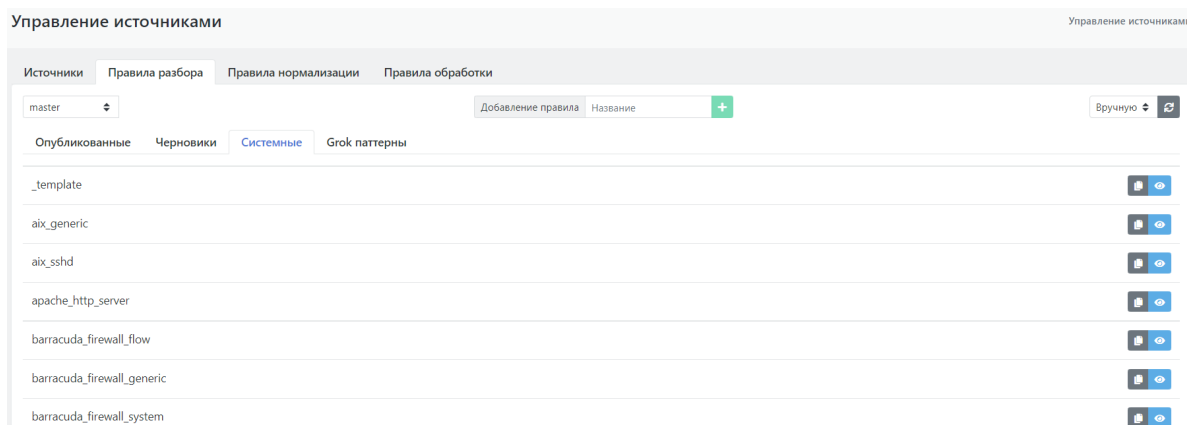 Управление источниками
Управление источниками
Источники Правила разбора Правила нормализации Правила обработки
master Добавление правила Название + Вручную
Опубликованные Черновики Системные Grok паттерны
_template
aix_generic
aix_sshd
apache_http_server
barracuda_firewall_flow
barracuda_firewall_generic
barracuda_firewall_system